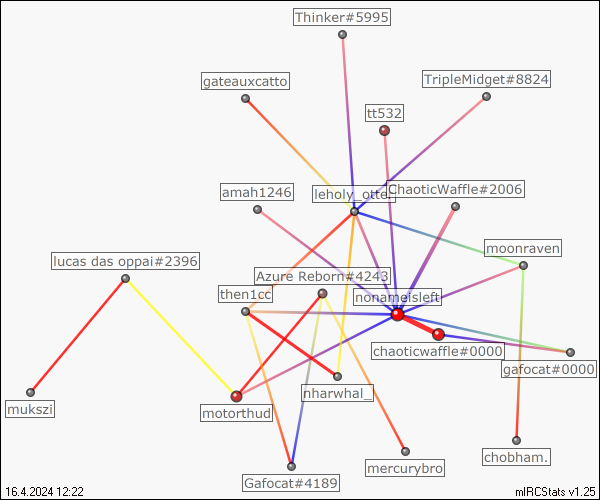 Thinker#5995
gateauxcatto
TripleMidget#8824
tt532
amah1246
leholy_otte
ChaoticWaffle#2006
moonraven
lucas das oppai#2396
Azure Reborn#4243
then1cc
nonameisleft
chaoticwaffle#0000
gafocat#0000
mukszi
motorthud
nharwhal_
chobham.
mercurybro
Gafocat#4189
16.4.2024 12:22
mIRCStats v1.25